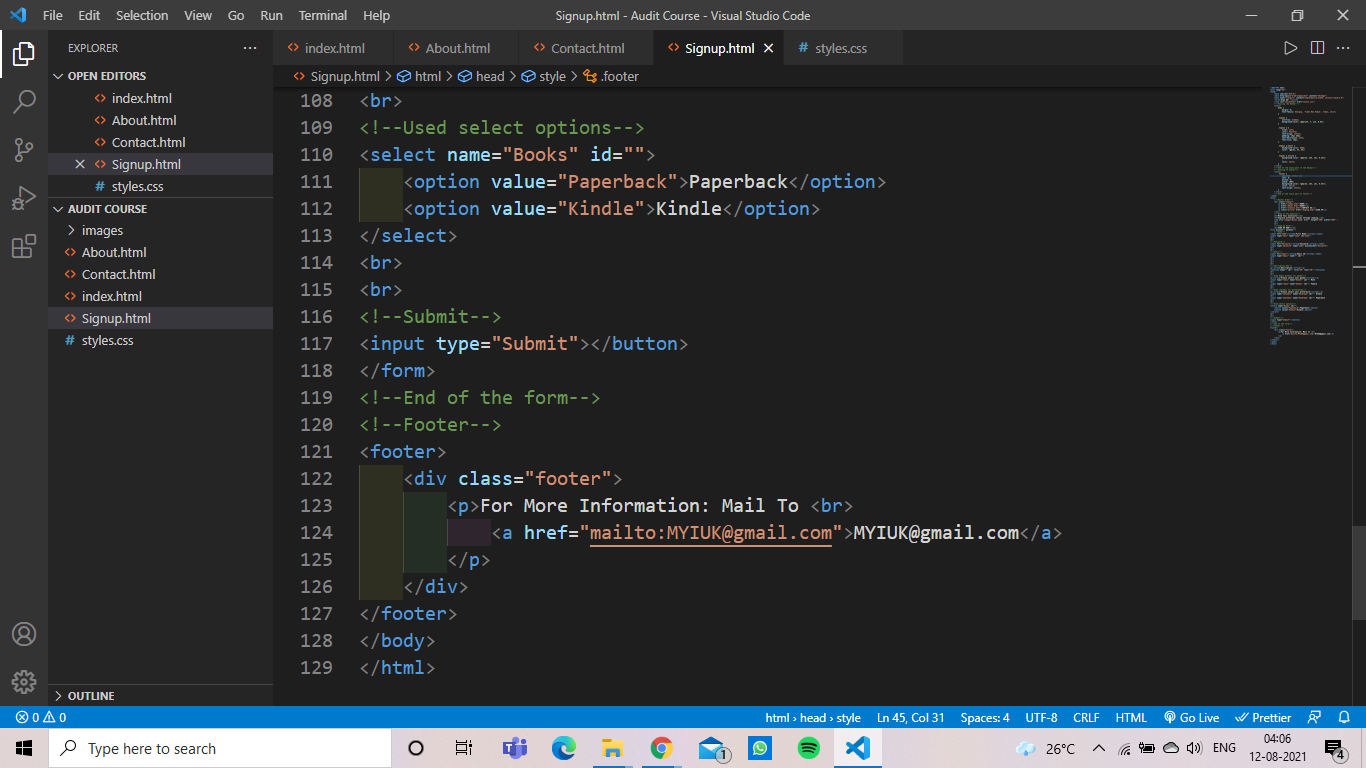 File Edit Selection View Go Run Terminal Help Signup.html - Audit Course - Visual Studio Code
EXPLORER
index.html About.html Contact.html Signup.html styles.css
Signup.html > html > head > style > .footer
OPEN EDITORS
index.html
About.html
Contact.html
Signup.html
styles.css
AUDIT COURSE
images
About.html
Contact.html
index.html
Signup.html
styles.css
OUTLINE
108 <br>
109 <!--Used select options-->
110 <select name="Books" id="">
111 <option value="Paperback">Paperback</option>
112 <option value="Kindle">Kindle</option>
113 </select>
114 <br>
115 <br>
116 <!--Submit-->
117 <input type="Submit"></button>
118 </form>
119 <!--End of the form-->
120 <!--Footer-->
121 <footer>
122 <div class="footer">
123 <p>For More Information: Mail To <br>
124 <a href="mailto:MYIUK@gmail.com">MYIUK@gmail.com</a>
125 </p>
126 </div>
127 </footer>
128 </body>
129 </html>
0 0 html > head > style Ln 45, Col 31 Spaces: 4 UTF-8 CRLF HTML Go Live Prettier
Type here to search 1 26°C ENG 04:06 12-08-2021 4